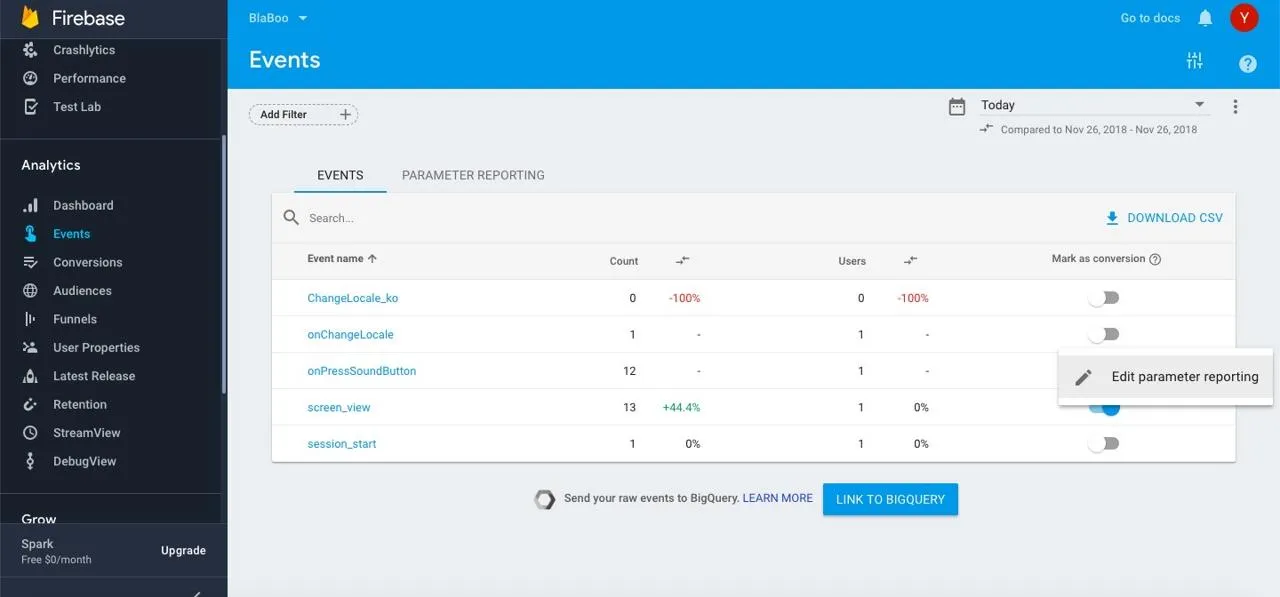 Firebase
Crashlytics
Performance
Test Lab
Analytics
Dashboard
Events
Conversions
Audiences
Funnels
User Properties
Latest Release
Retention
StreamView
DebugView
Grow
Spark
Free $0/month
Upgrade
BlaBoo
Go to docs
Y
Events
?
Add Filter
Today
Compared to Nov 26, 2018 - Nov 26, 2018
EVENTS PARAMETER REPORTING
Search...
DOWNLOAD CSV
Event name Count Users Mark as conversion ?
ChangeLocale_ko 0 -100% 0 -100%
onChangeLocale 1 - 1 -
onPressSoundButton 12 - 1 -
Edit parameter reporting
screen_view 13 +44.4% 1 0%
session_start 1 0% 1 0%
Send your raw events to BigQuery. LEARN MORE
LINK TO BIGQUERY